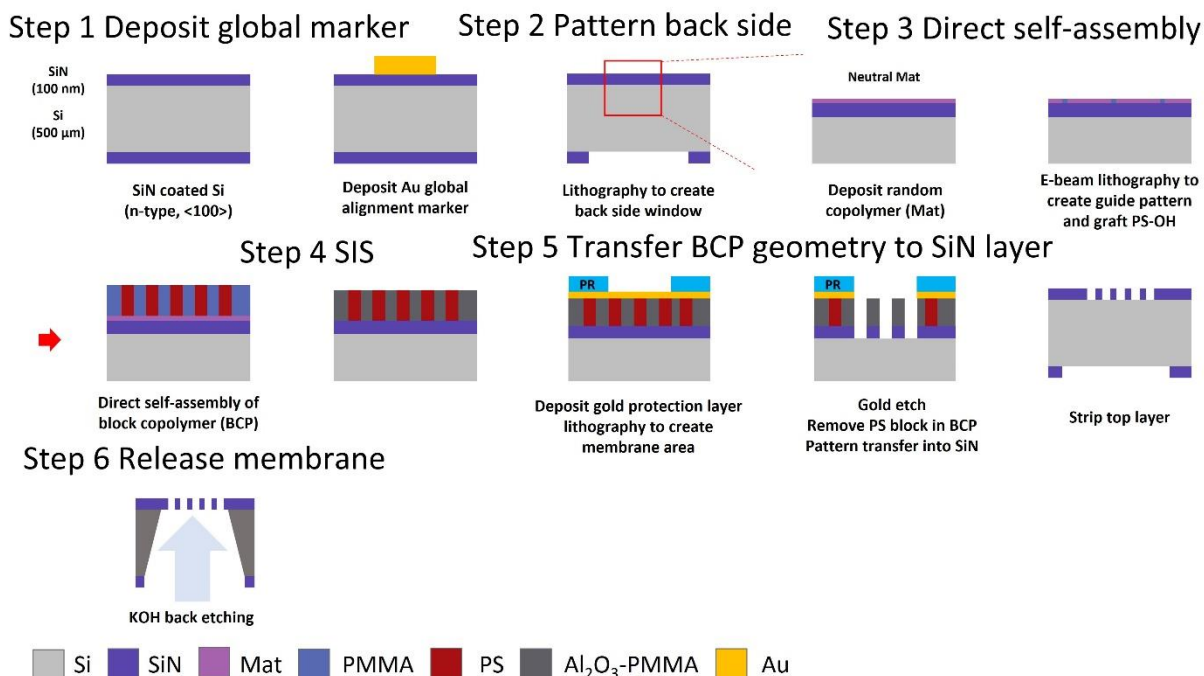 Step 1 Deposit global marker
SiN
(100 nm)
Si
(500 µm)
SiN coated Si
(n-type, <100>)
Deposit Au global
alignment marker
Step 2 Pattern back side
Lithography to create
back side window
Step 3 Direct self-assembly
Neutral Mat
Deposit random
copolymer (Mat)
E-beam lithography to
create guide pattern
and graft PS-OH
Direct self-assembly of
block copolymer (BCP)
Step 4 SIS
Step 5 Transfer BCP geometry to SiN layer
PR
Deposit gold protection layer
lithography to create
membrane area
PR
Gold etch
Remove PS block in BCP
Pattern transfer into SiN
Strip top layer
Step 6 Release membrane
KOH back etching
Si SiN Mat PMMA PS Al₂O₃-PMMA Au